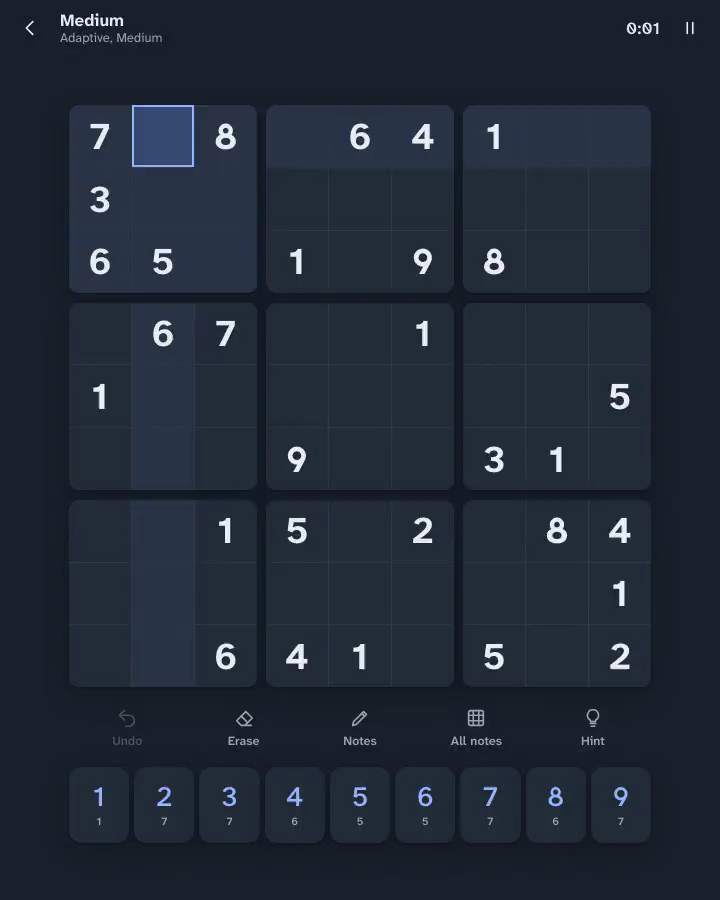 Medium
Adaptive, Medium
0:01
7 8 6 4 1
3
6 5 1 9 8
6 7 1
1 5
9 3 1
1 5 2 8 4
1
6 4 1 5 2
Undo Erase Notes All notes Hint
1 2 3 4 5 6 7 8 9
1 7 7 6 5 5 7 6 7